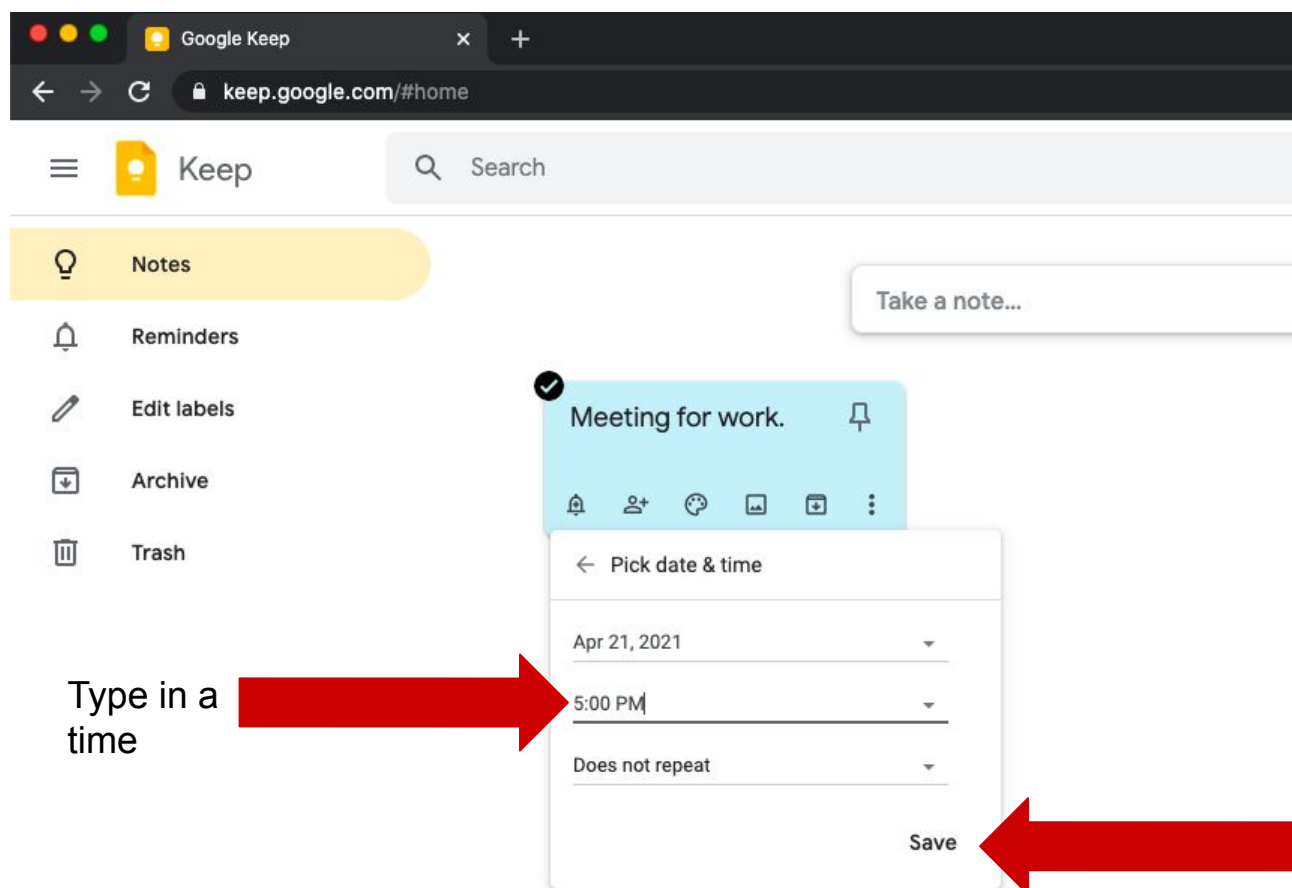 Google Keep
keep.google.com/#home
Keep
Search
Notes
Take a note...
Reminders
Edit labels
Meeting for work.
Archive
Trash
Pick date & time
Apr 21, 2021
Type in a
time
5:00 PM
Does not repeat
Save